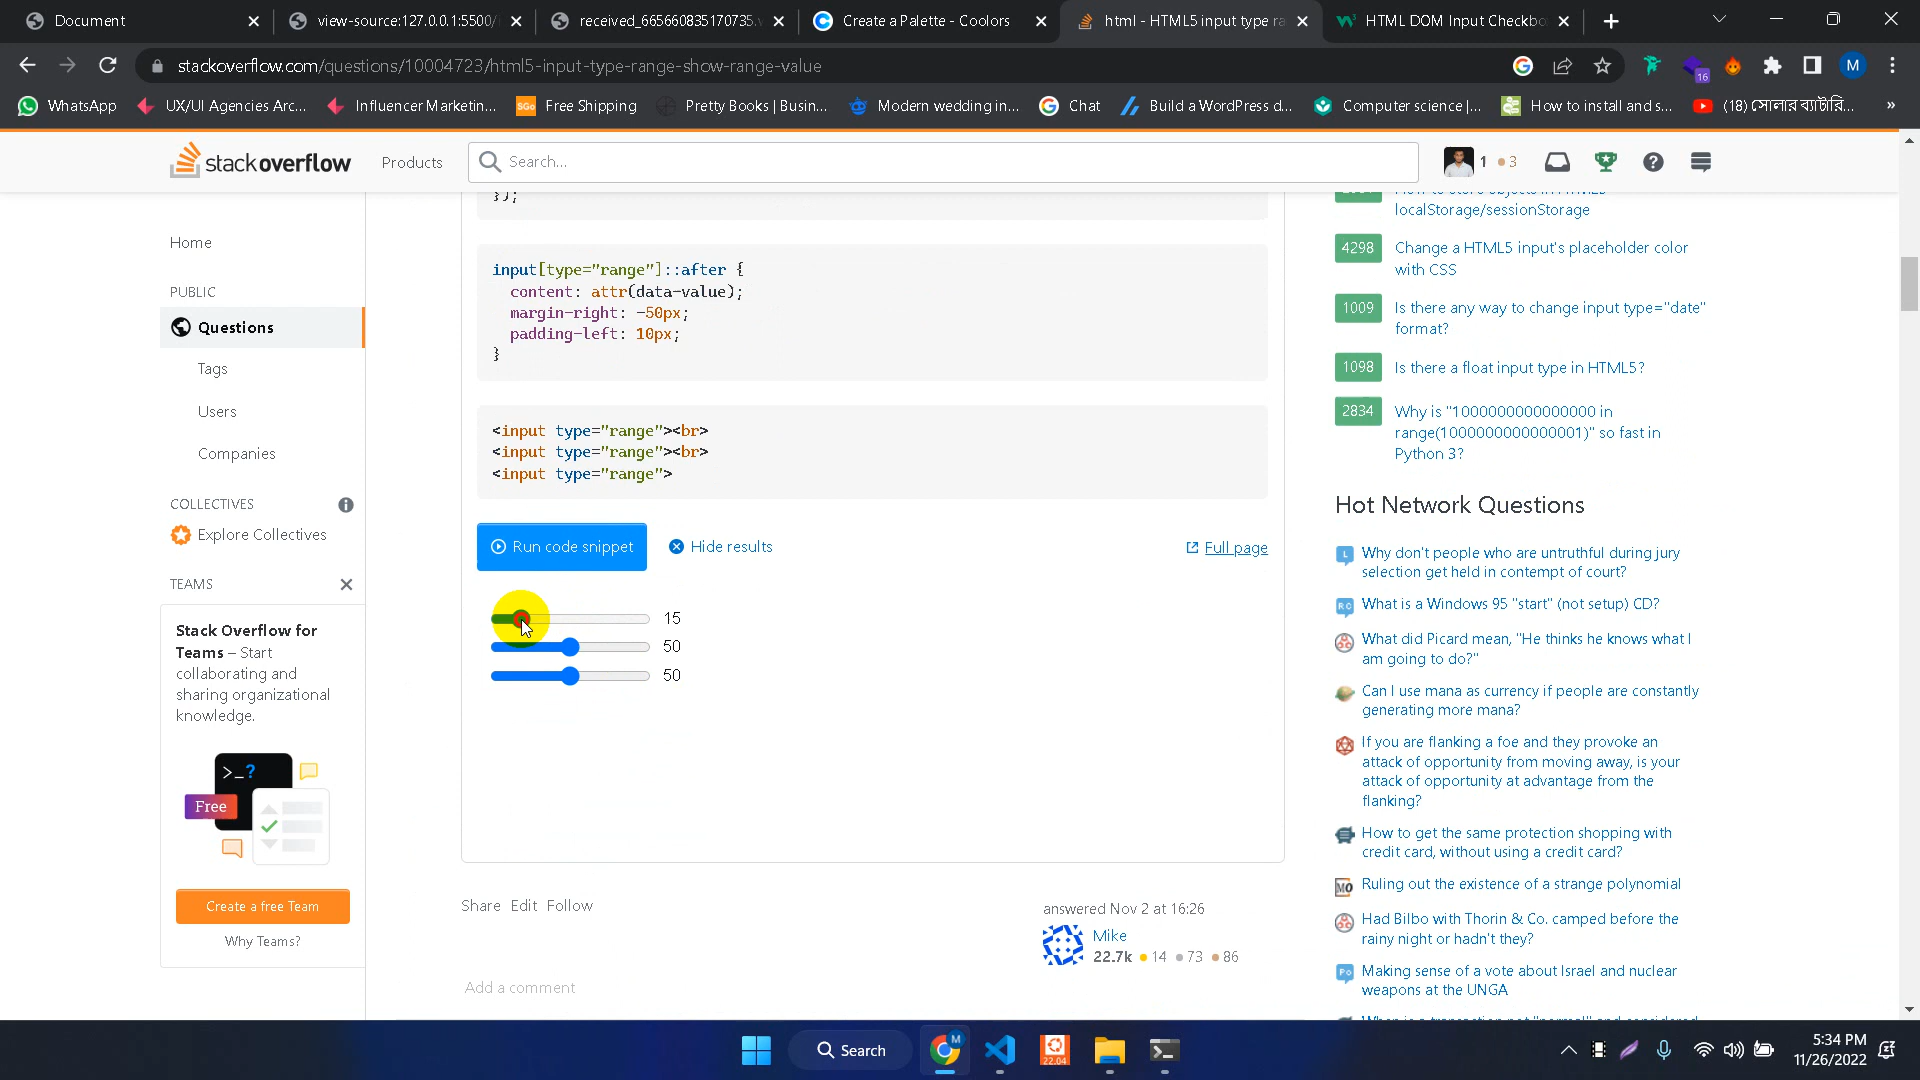 Document
view-source:127.0.0.1:5500/
received_665660835170735.
Create a Palette - Coolors
html - HTML5 input type ra
HTML DOM Input Checkbo
stackoverflow.com/questions/10004723/html5-input-type-range-show-range-value
16
M
WhatsApp
UX/UI Agencies Arc...
Influencer Marketin...
SGo
Free Shipping
Pretty Books | Busin...
Modern wedding in...
Chat
Build a WordPress d...
Computer science |...
How to install and s...
(18) সোলার ব্যাটারি...
»
stackoverflow
Products
Search...
1 • 3
Home
PUBLIC
Questions
Tags
Users
Companies
COLLECTIVES
Explore Collectives
TEAMS
Stack Overflow for
Teams – Start
collaborating and
sharing organizational
knowledge.
>_?
Free
Create a free Team
Why Teams?
});
input[type="range"]::after {
content: attr(data-value);
margin-right: -50px;
padding-left: 10px;
}
<input type="range"><br>
<input type="range"><br>
<input type="range">
Run code snippet
Hide results
Full page
15
50
50
Share Edit Follow
answered Nov 2 at 16:26
Mike
22.7k • 14 • 73 • 86
Add a comment
localStorage/sessionStorage
4298
Change a HTML5 input's placeholder color
with CSS
1009
Is there any way to change input type="date"
format?
1098
Is there a float input type in HTML5?
2834
Why is "1000000000000000 in
range(1000000000000001)" so fast in
Python 3?
Hot Network Questions
Why don't people who are untruthful during jury
selection get held in contempt of court?
What is a Windows 95 "start" (not setup) CD?
What did Picard mean, "He thinks he knows what I
am going to do?"
Can I use mana as currency if people are constantly
generating more mana?
If you are flanking a foe and they provoke an
attack of opportunity from moving away, is your
attack of opportunity at advantage from the
flanking?
How to get the same protection shopping with
credit card, without using a credit card?
Ruling out the existence of a strange polynomial
Had Bilbo with Thorin & Co. camped before the
rainy night or hadn't they?
Making sense of a vote about Israel and nuclear
weapons at the UNGA
Search
M
22.04
5:34 PM
11/26/2022